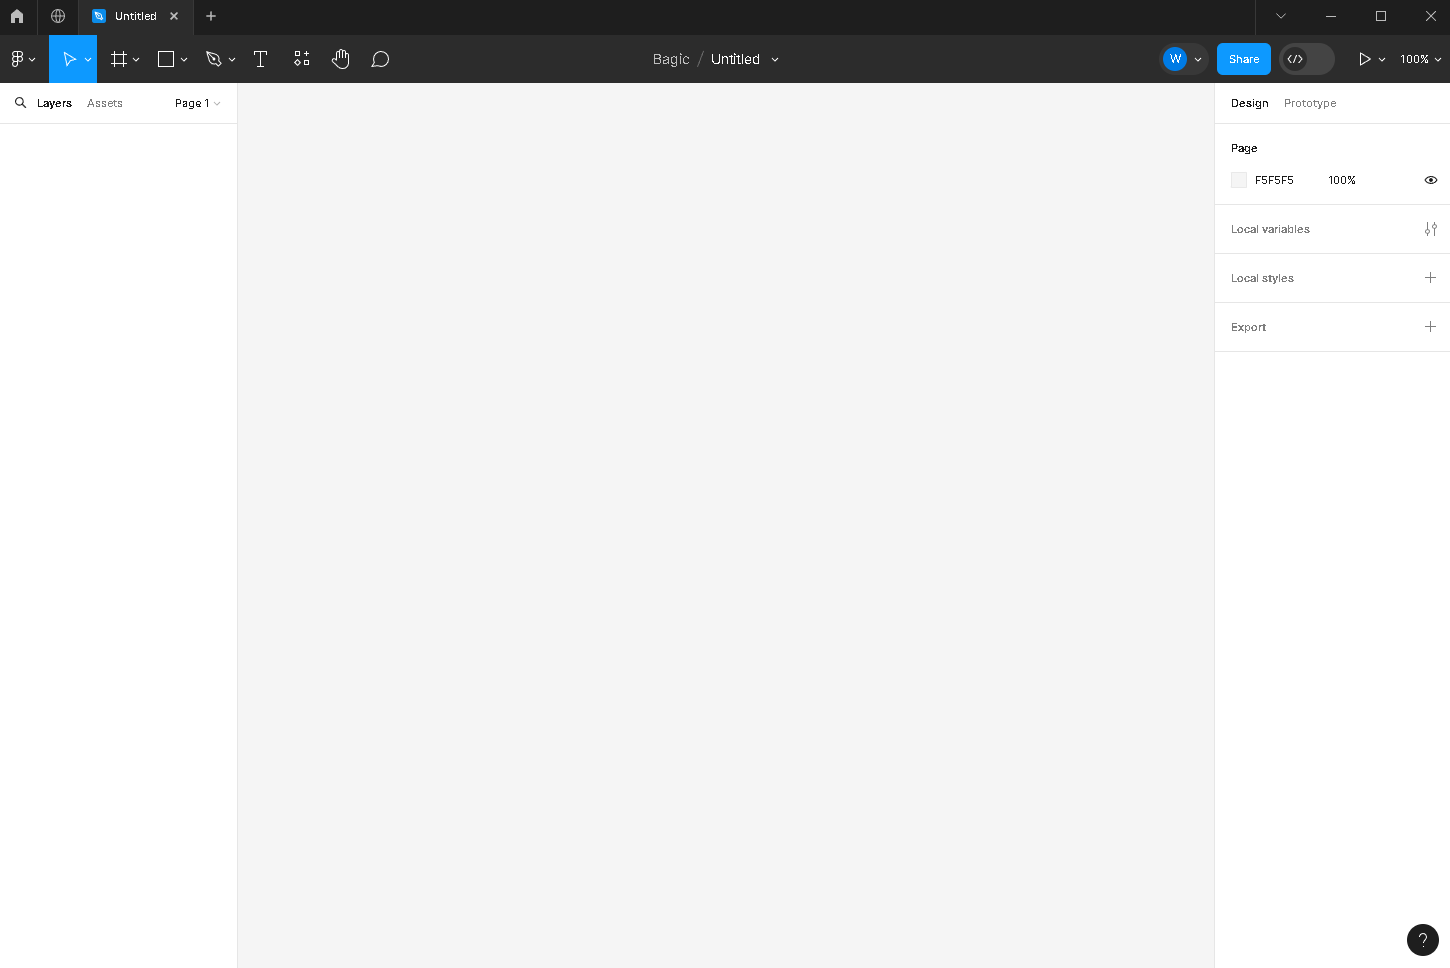 Untitled
Bagic / Untitled
W
Share
100%
Layers Assets Page 1
Design Prototype
Page
F5F5F5 100%
Local variables
Local styles
Export
?